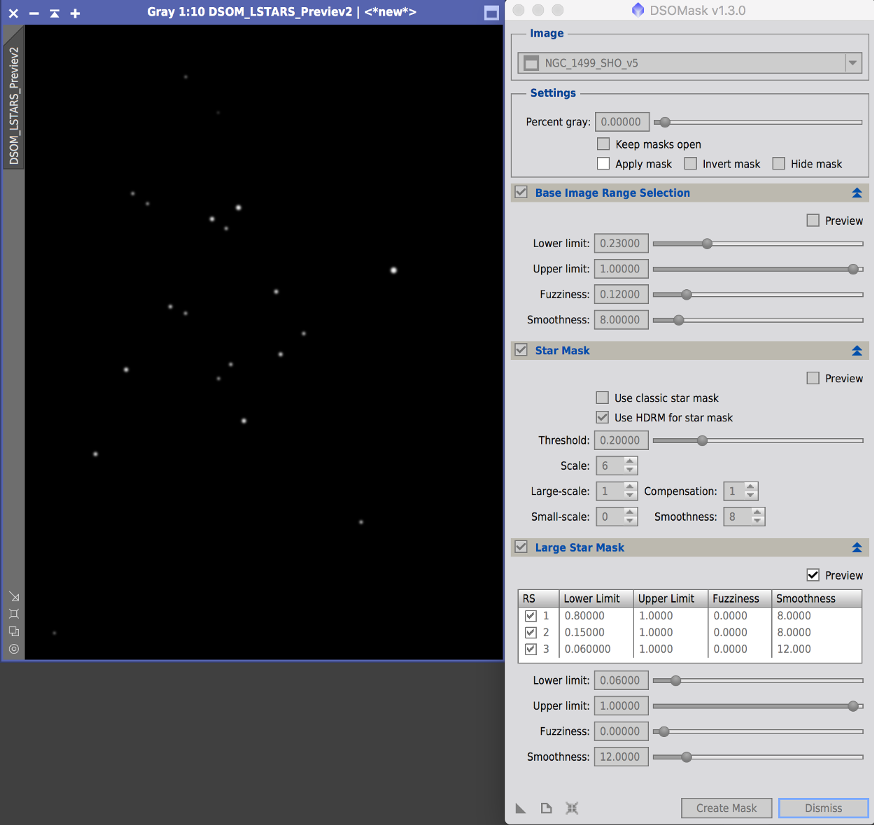 Gray 1:10 DSOM_LSTARS_Previev2 | <*new*>
DSOM_LSTARS_Previev2
DSOMask v1.3.0
Image
NGC_1499_SHO_v5
Settings
Percent gray: 0.00000
Keep masks open
Apply mask Invert mask Hide mask
Base Image Range Selection
Preview
Lower limit: 0.23000
Upper limit: 1.00000
Fuzziness: 0.12000
Smoothness: 8.00000
Star Mask
Preview
Use classic star mask
Use HDRM for star mask
Threshold: 0.20000
Scale: 6
Large-scale: 1 Compensation: 1
Small-scale: 0 Smoothness: 8
Large Star Mask
Preview
RS Lower Limit Upper Limit Fuzziness Smoothness
1 0.80000 1.0000 0.0000 8.0000
2 0.15000 1.0000 0.0000 8.0000
3 0.060000 1.0000 0.0000 12.000
Lower limit: 0.06000
Upper limit: 1.00000
Fuzziness: 0.00000
Smoothness: 12.0000
Create Mask Dismiss